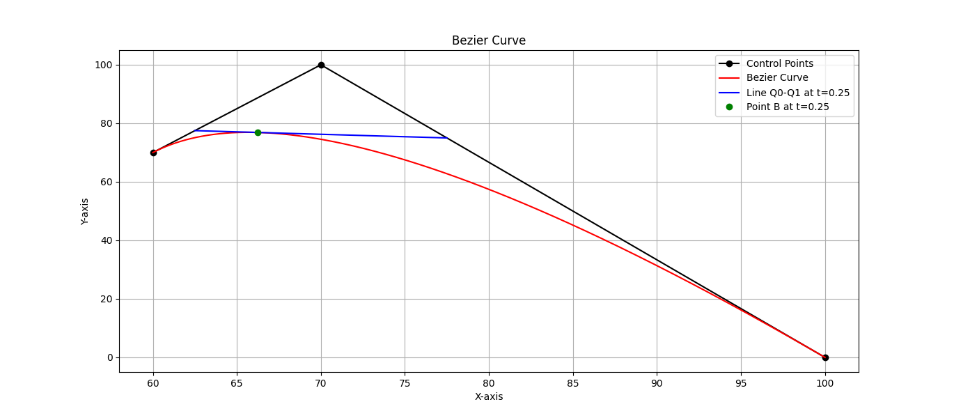 Bezier Curve
Control Points
Bezier Curve
Line Q0-Q1 at t=0.25
Point B at t=0.25
100
80
60
40
20
0
Y-axis
60 65 70 75 80 85 90 95 100
X-axis